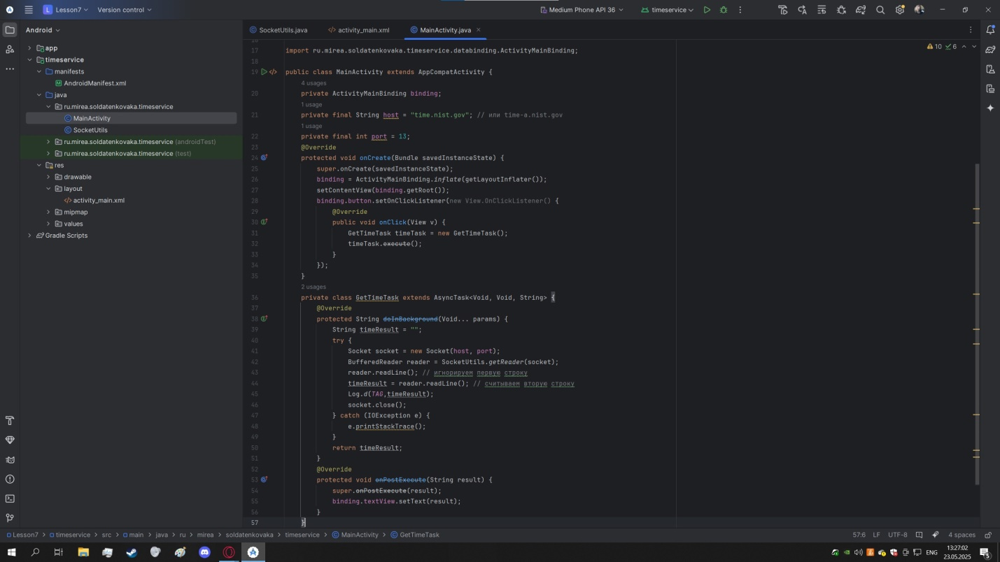 Lesson7
Version control
Medium Phone API 36
timeservice
Android
SocketUtils.java
activity_main.xml
MainActivity.java
app
timeservice
manifests
AndroidManifest.xml
java
ru.mirea.soldatenkovaka.timeservice
MainActivity
SocketUtils
ru.mirea.soldatenkovaka.timeservice (androidTest)
ru.mirea.soldatenkovaka.timeservice (test)
res
drawable
layout
activity_main.xml
mipmap
values
Gradle Scripts
10 6
16
17 import ru.mirea.soldatenkovaka.timeservice.databinding.ActivityMainBinding;
18
19 public class MainActivity extends AppCompatActivity {
4 usages
20 private ActivityMainBinding binding;
1 usage
21 private final String host = "time.nist.gov"; // или time-a.nist.gov
1 usage
22 private final int port = 13;
23 @Override
24 protected void onCreate(Bundle savedInstanceState) {
25 super.onCreate(savedInstanceState);
26 binding = ActivityMainBinding.inflate(getLayoutInflater());
27 setContentView(binding.getRoot());
28 binding.button.setOnClickListener(new View.OnClickListener() {
29 @Override
30 public void onClick(View v) {
31 GetTimeTask timeTask = new GetTimeTask();
32 timeTask.execute();
33 }
34 });
35 }
2 usages
36 private class GetTimeTask extends AsyncTask<Void, Void, String> {
37 @Override
38 protected String doInBackground(Void... params) {
39 String timeResult = "";
40 try {
41 Socket socket = new Socket(host, port);
42 BufferedReader reader = SocketUtils.getReader(socket);
43 reader.readLine(); // игнорируем первую строку
44 timeResult = reader.readLine(); // считываем вторую строку
45 Log.d(TAG,timeResult);
46 socket.close();
47 } catch (IOException e) {
48 e.printStackTrace();
49 }
50 return timeResult;
51 }
52 @Override
53 protected void onPostExecute(String result) {
54 super.onPostExecute(result);
55 binding.textView.setText(result);
56 }
57 }
Lesson7 > timeservice > src > main > java > ru > mirea > soldatenkovaka > timeservice > MainActivity > GetTimeTask
57:6 LF UTF-8 4 spaces
ENG
13:27:02
23.05.2025
5